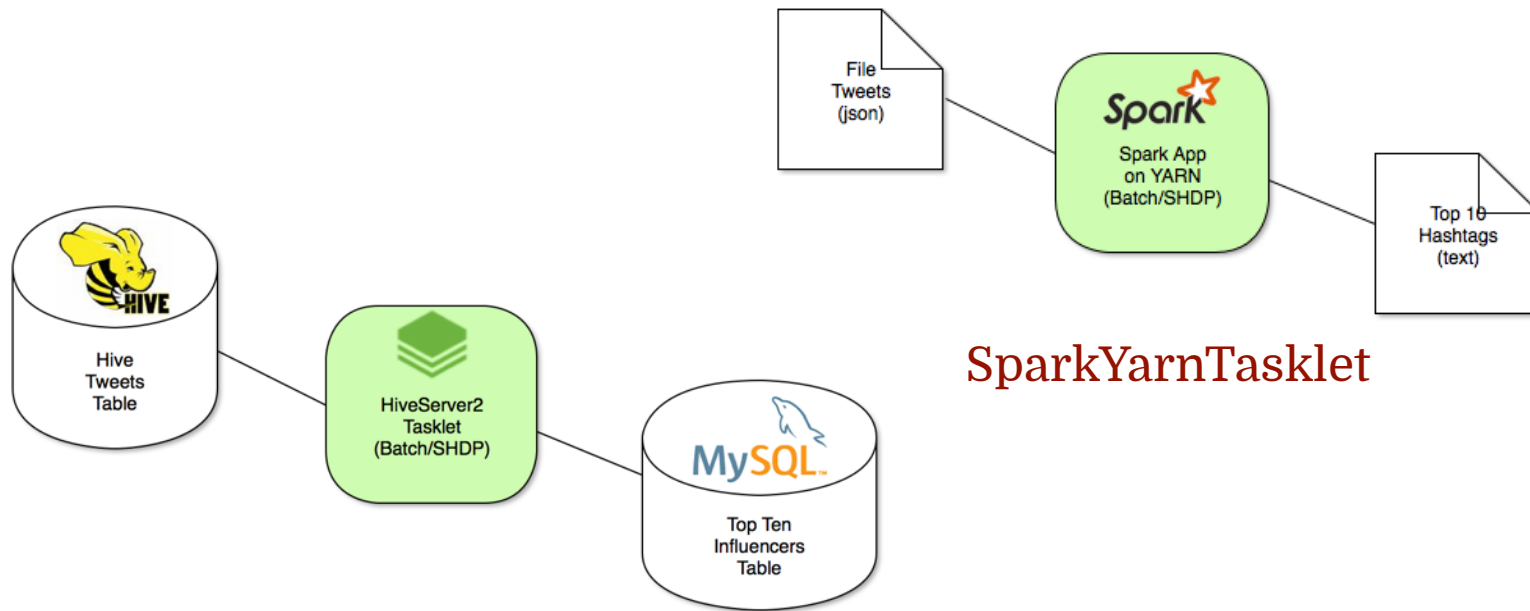 File
Tweets
(json)
Spark
Spark App
on YARN
(Batch/SHDP)
Top 10
Hashtags
(text)
SparkYarnTasklet
HIVE
Hive
Tweets
Table
HiveServer2
Tasklet
(Batch/SHDP)
MySQL™
Top Ten
Influencers
Table